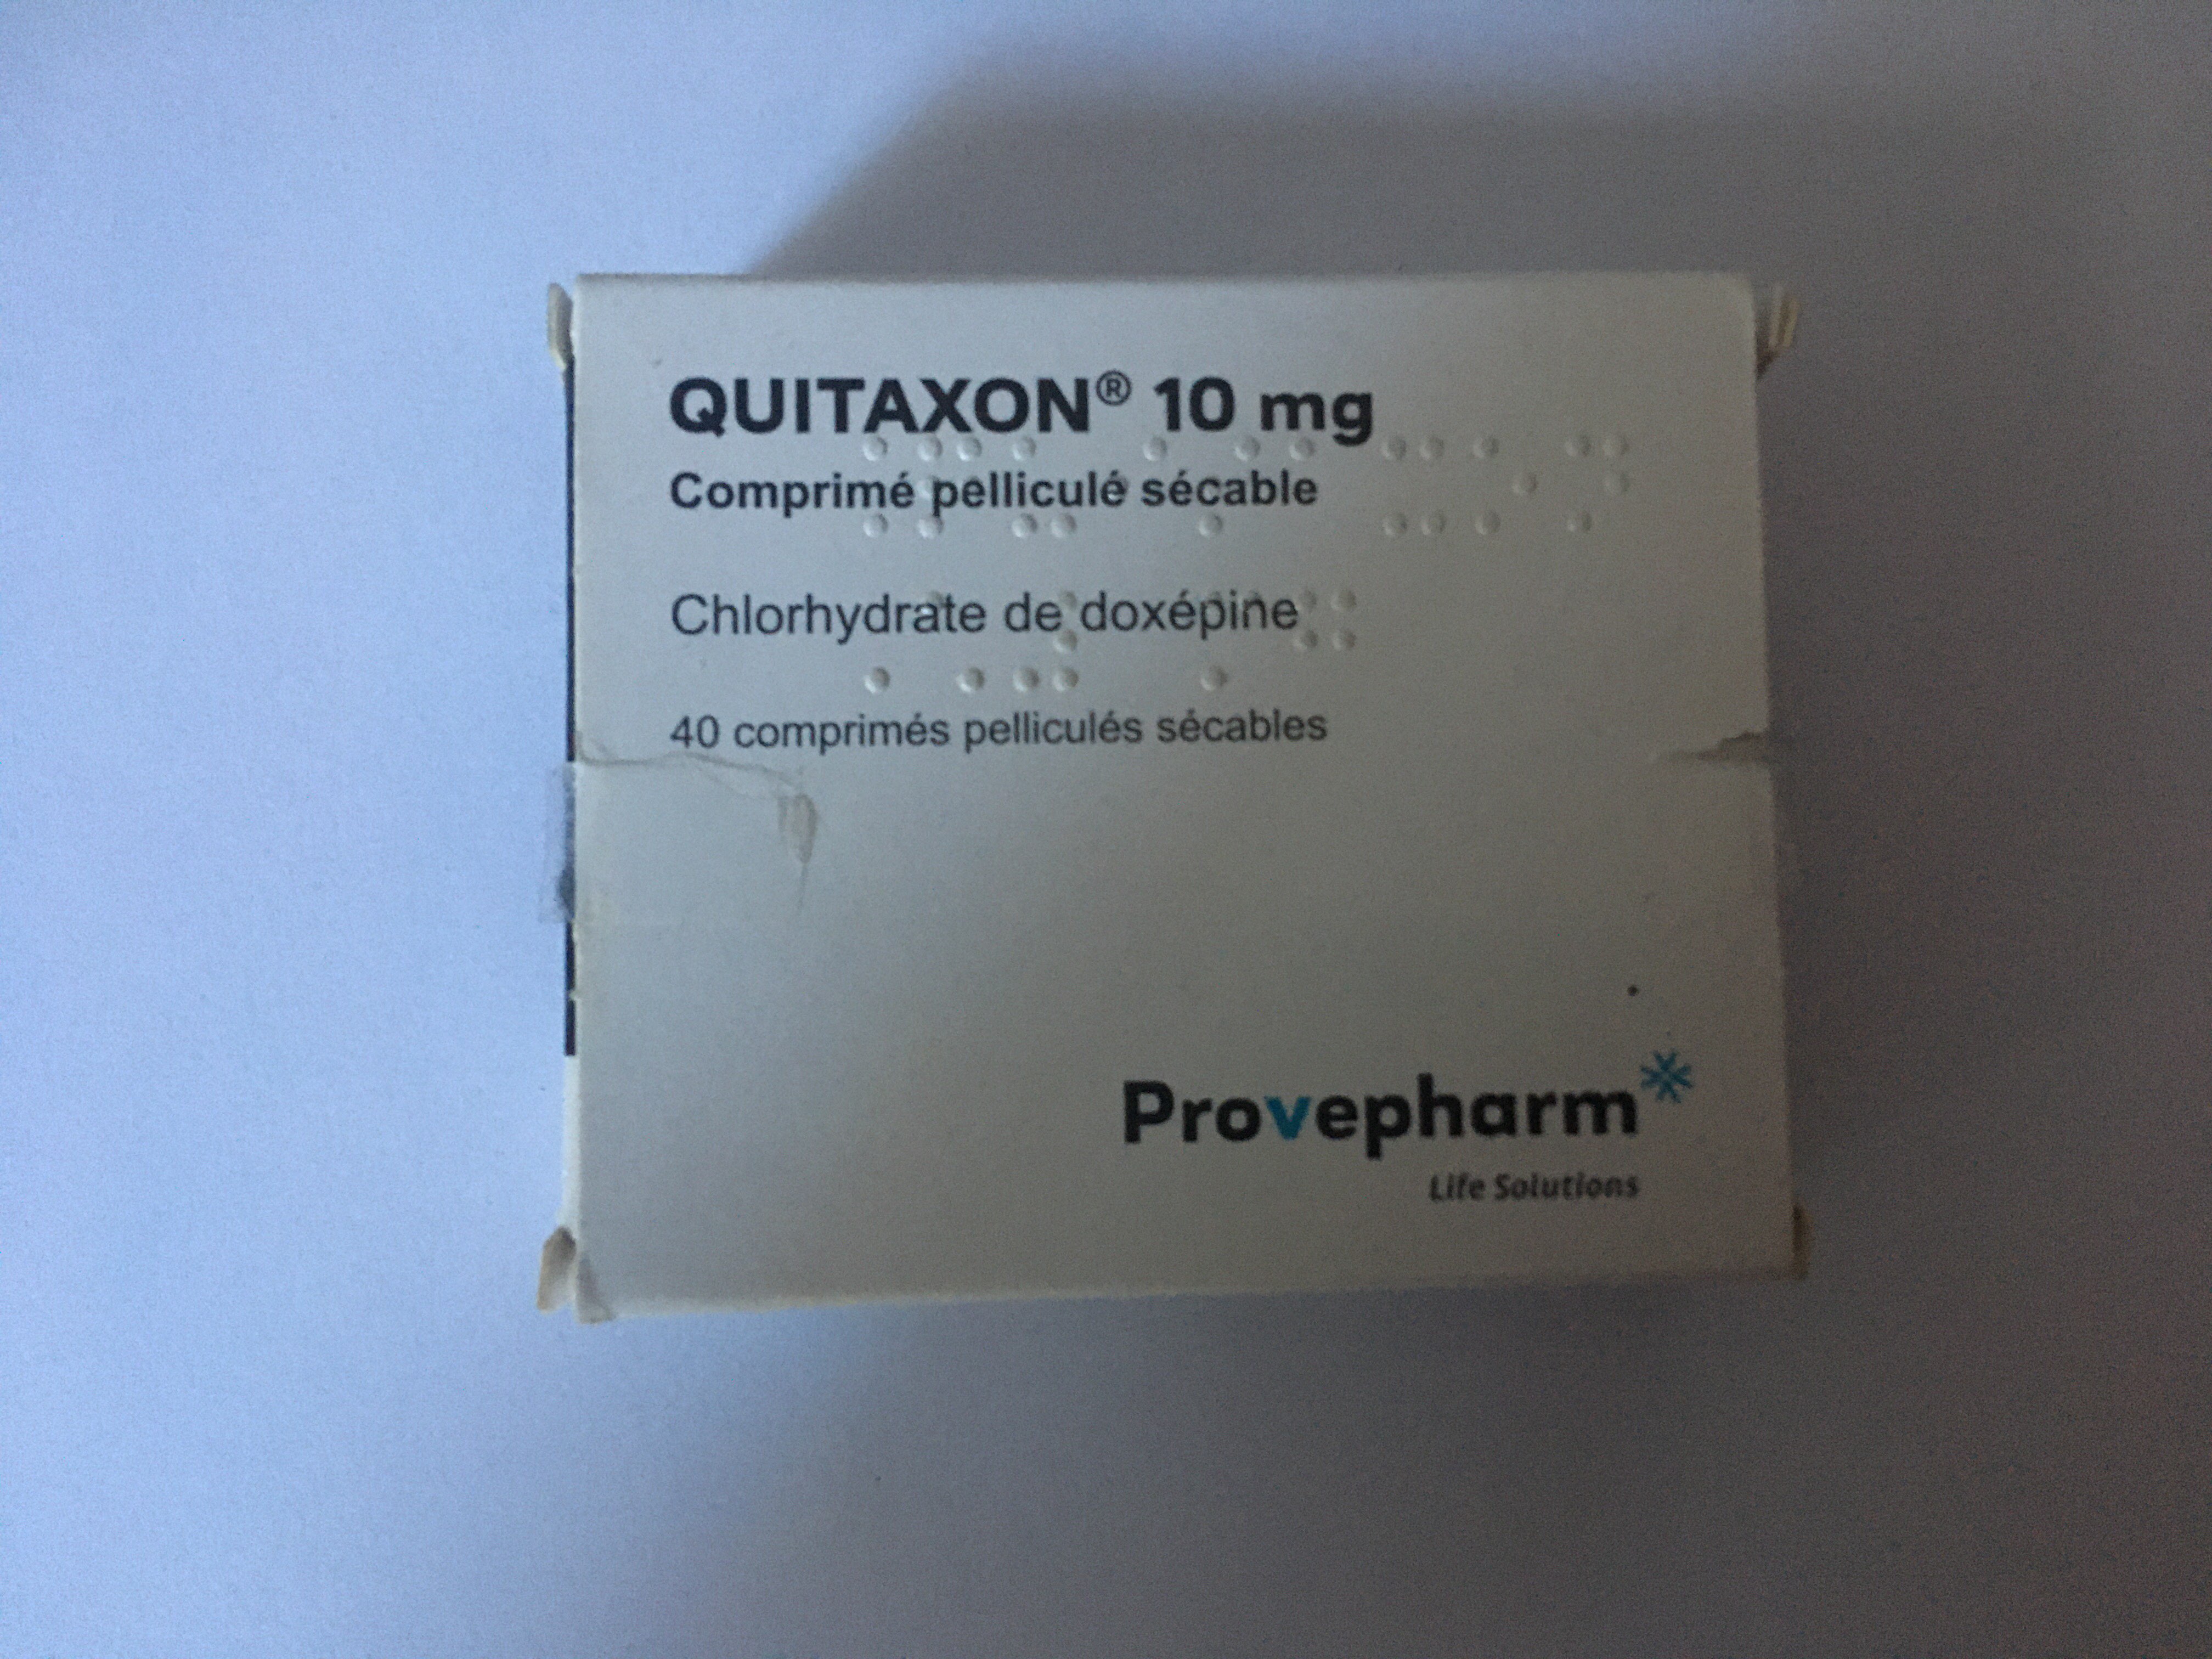 QUITAXON® 10 mg
Comprimé pelliculé sécable
Chlorhydrate de doxépine
40 comprimés pelliculés sécables
Provepharm
Life Solutions